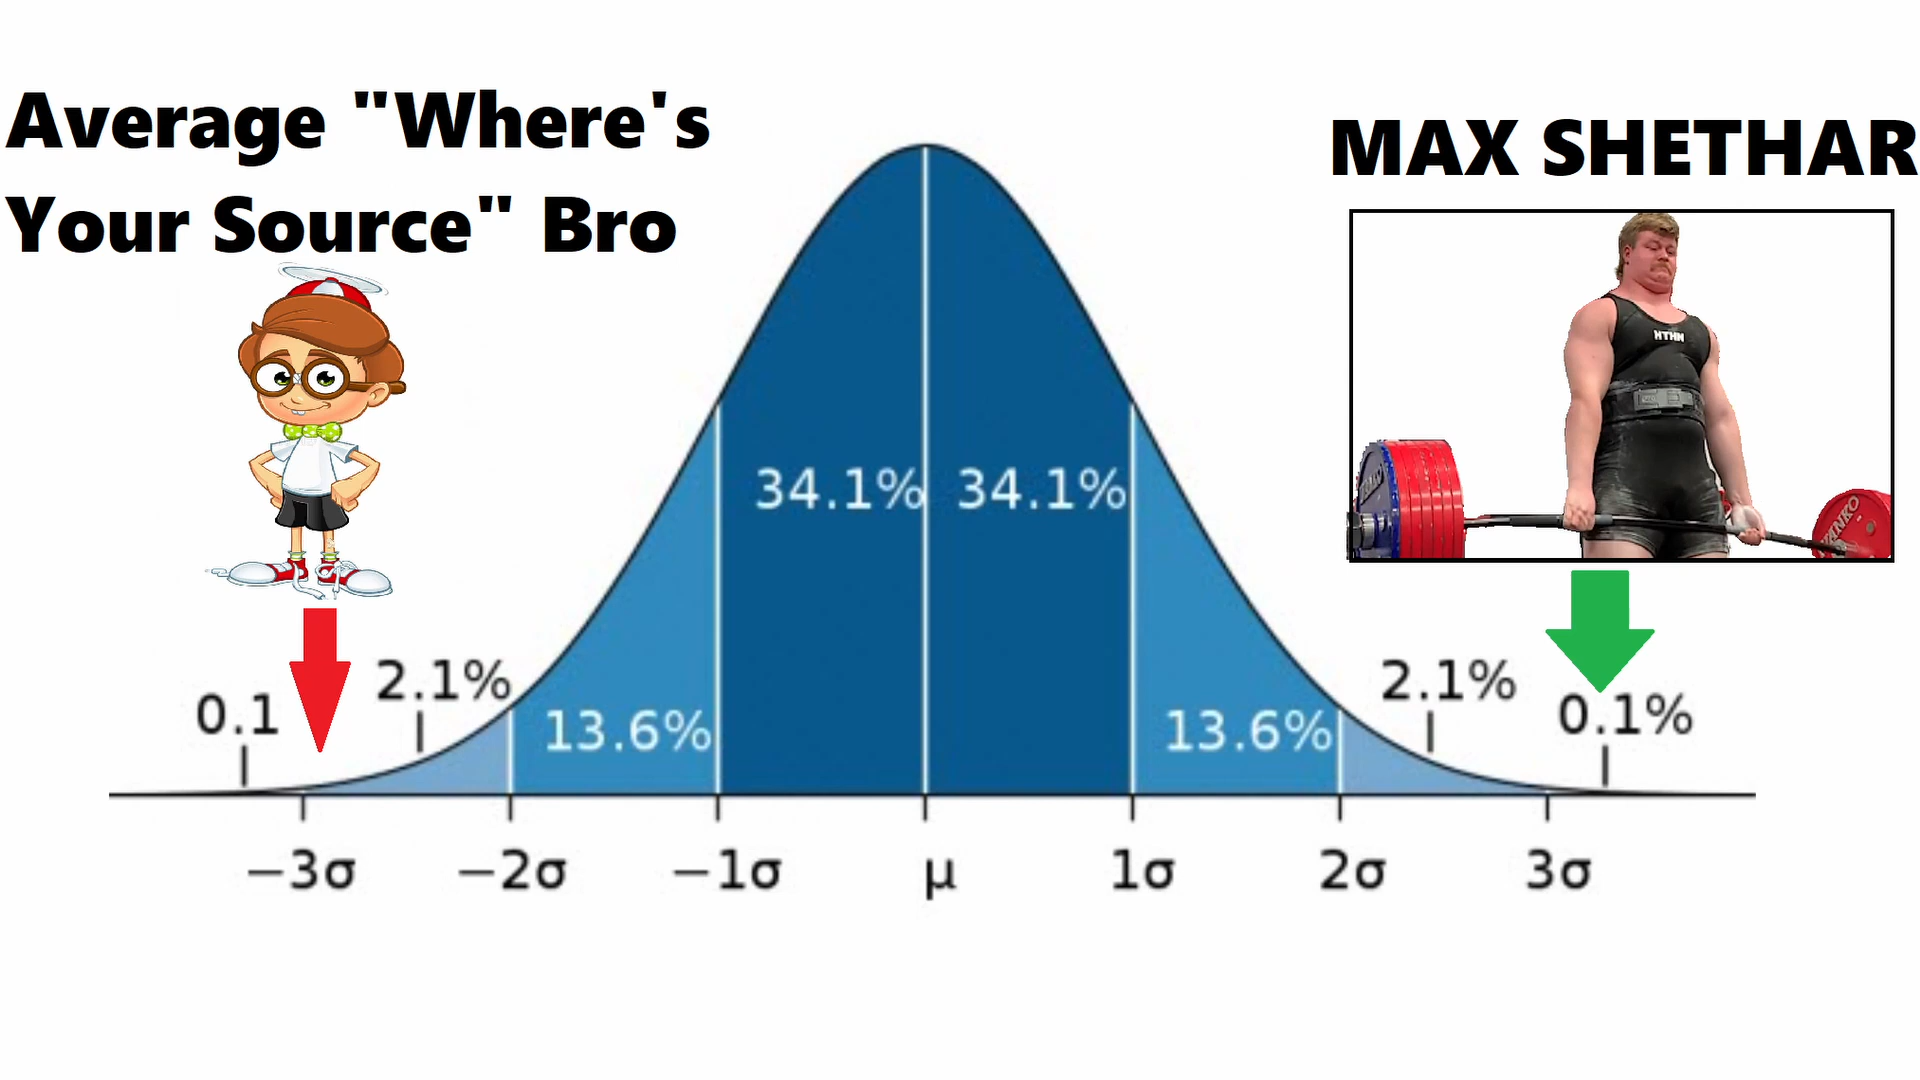 Average "Where's
Your Source" Bro
MAX SHETHAR
NTHN
34.1%
34.1%
0.1
2.1%
13.6%
13.6%
2.1%
0.1%
−3σ
−2σ
−1σ
μ
1σ
2σ
3σ